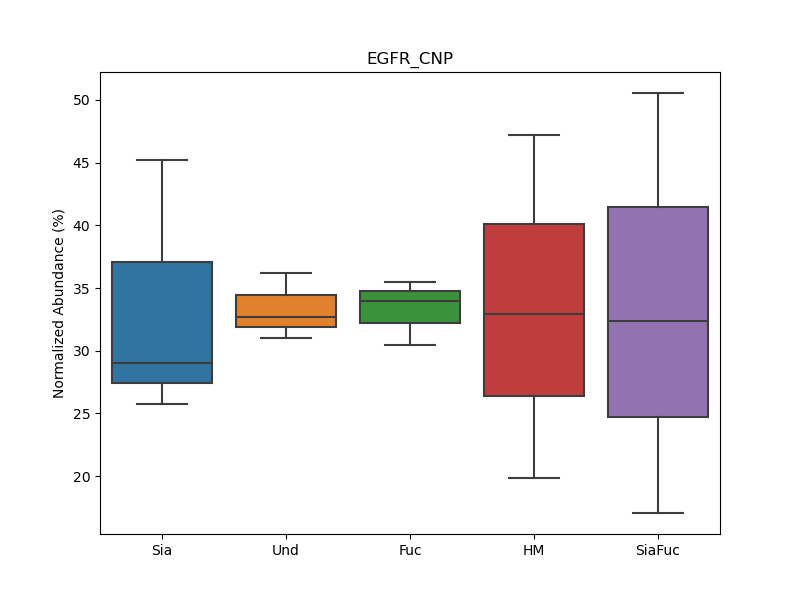 EGFR_CNP
Normalized Abundance (%)
50
45
40
35
30
25
20
Sia
Und
Fuc
HM
SiaFuc